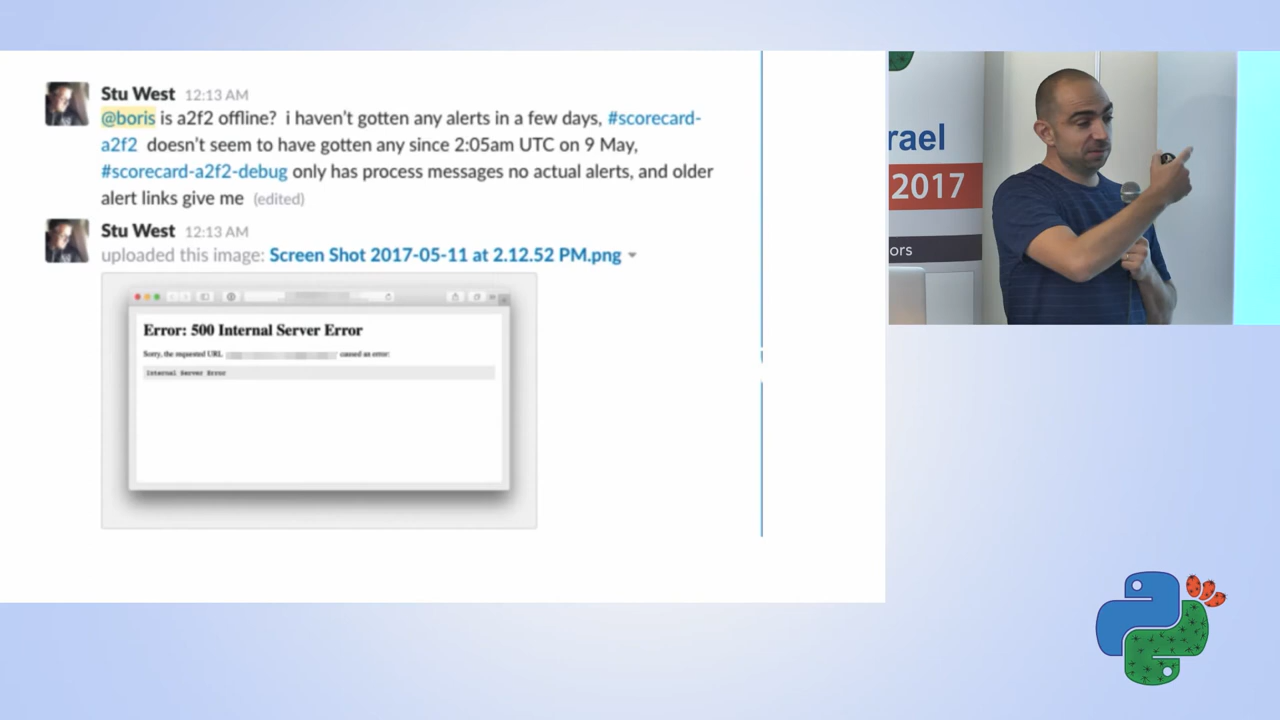 Stu West 12:13 AM
@boris is a2f2 offline? i haven't gotten any alerts in a few days, #scorecard-
a2f2 doesn't seem to have gotten any since 2:05am UTC on 9 May,
#scorecard-a2f2-debug only has process messages no actual alerts, and older
alert links give me (edited)
Stu West 12:13 AM
uploaded this image: Screen Shot 2017-05-11 at 2.12.52 PM.png
Error: 500 Internal Server Error
Sorry, the requested URL caused an error:
Internal Server Error
rael
2017
ors